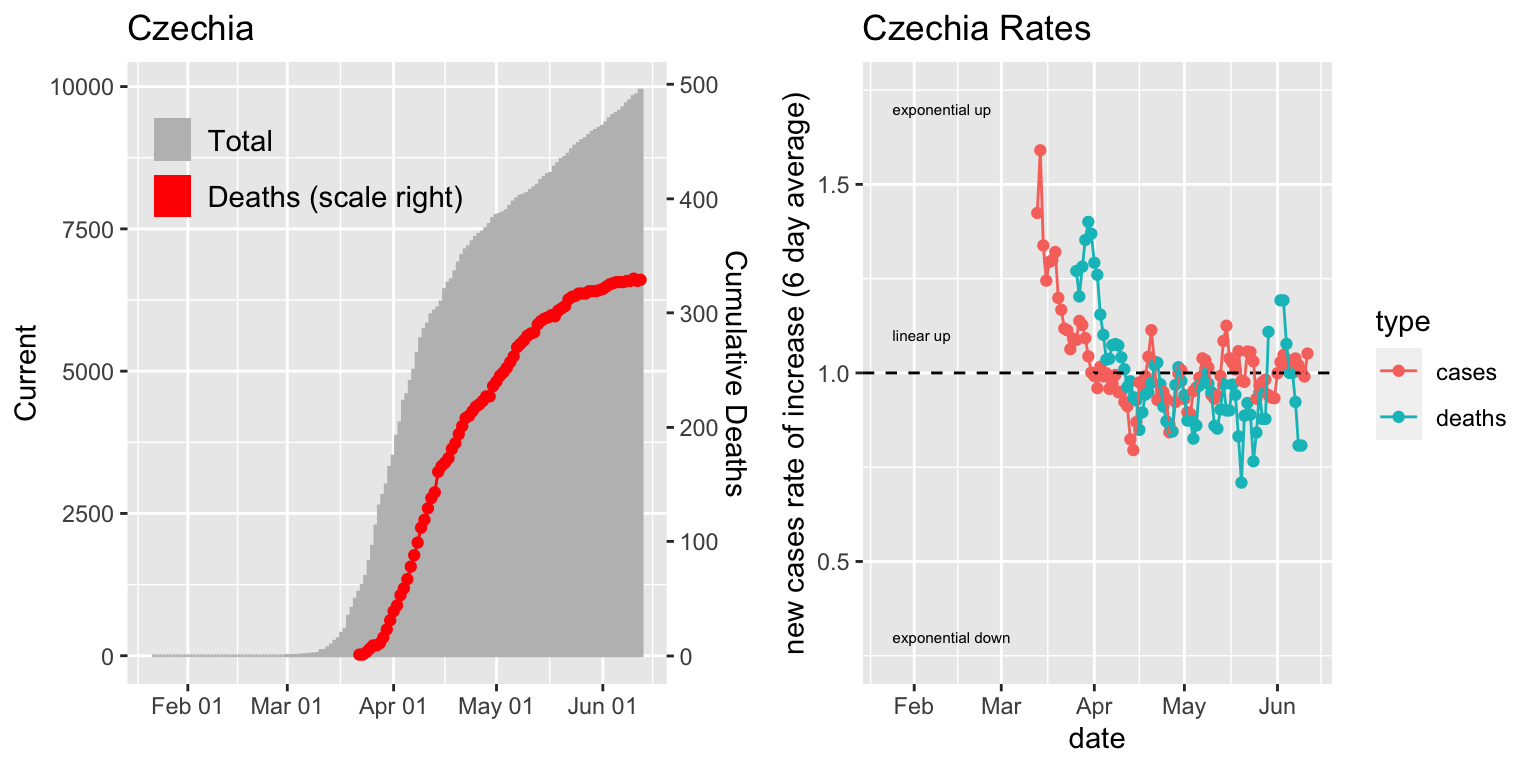 Czechia
10000
7500
5000
2500
0
Current
Total
Deaths (scale right)
500
400
300
200
100
0
Cumulative Deaths
Feb 01
Mar 01
Apr 01
May 01
Jun 01
Czechia Rates
new cases rate of increase (6 day average)
1.5
1.0
0.5
exponential up
linear up
exponential down
Feb
Mar
Apr
May
Jun
date
type
cases
deaths